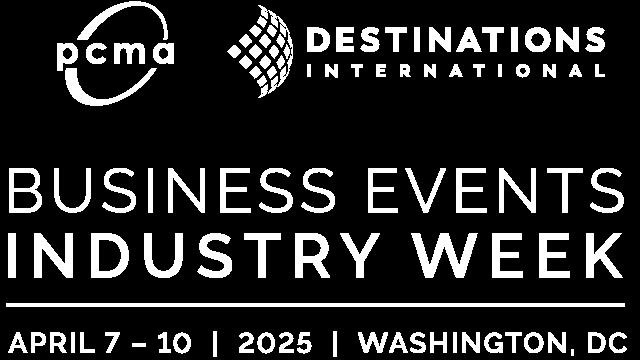 pcma
DESTINATIONS
INTERNATIONAL
BUSINESS EVENTS
INDUSTRY WEEK
APRIL 7 – 10 | 2025 | WASHINGTON, DC